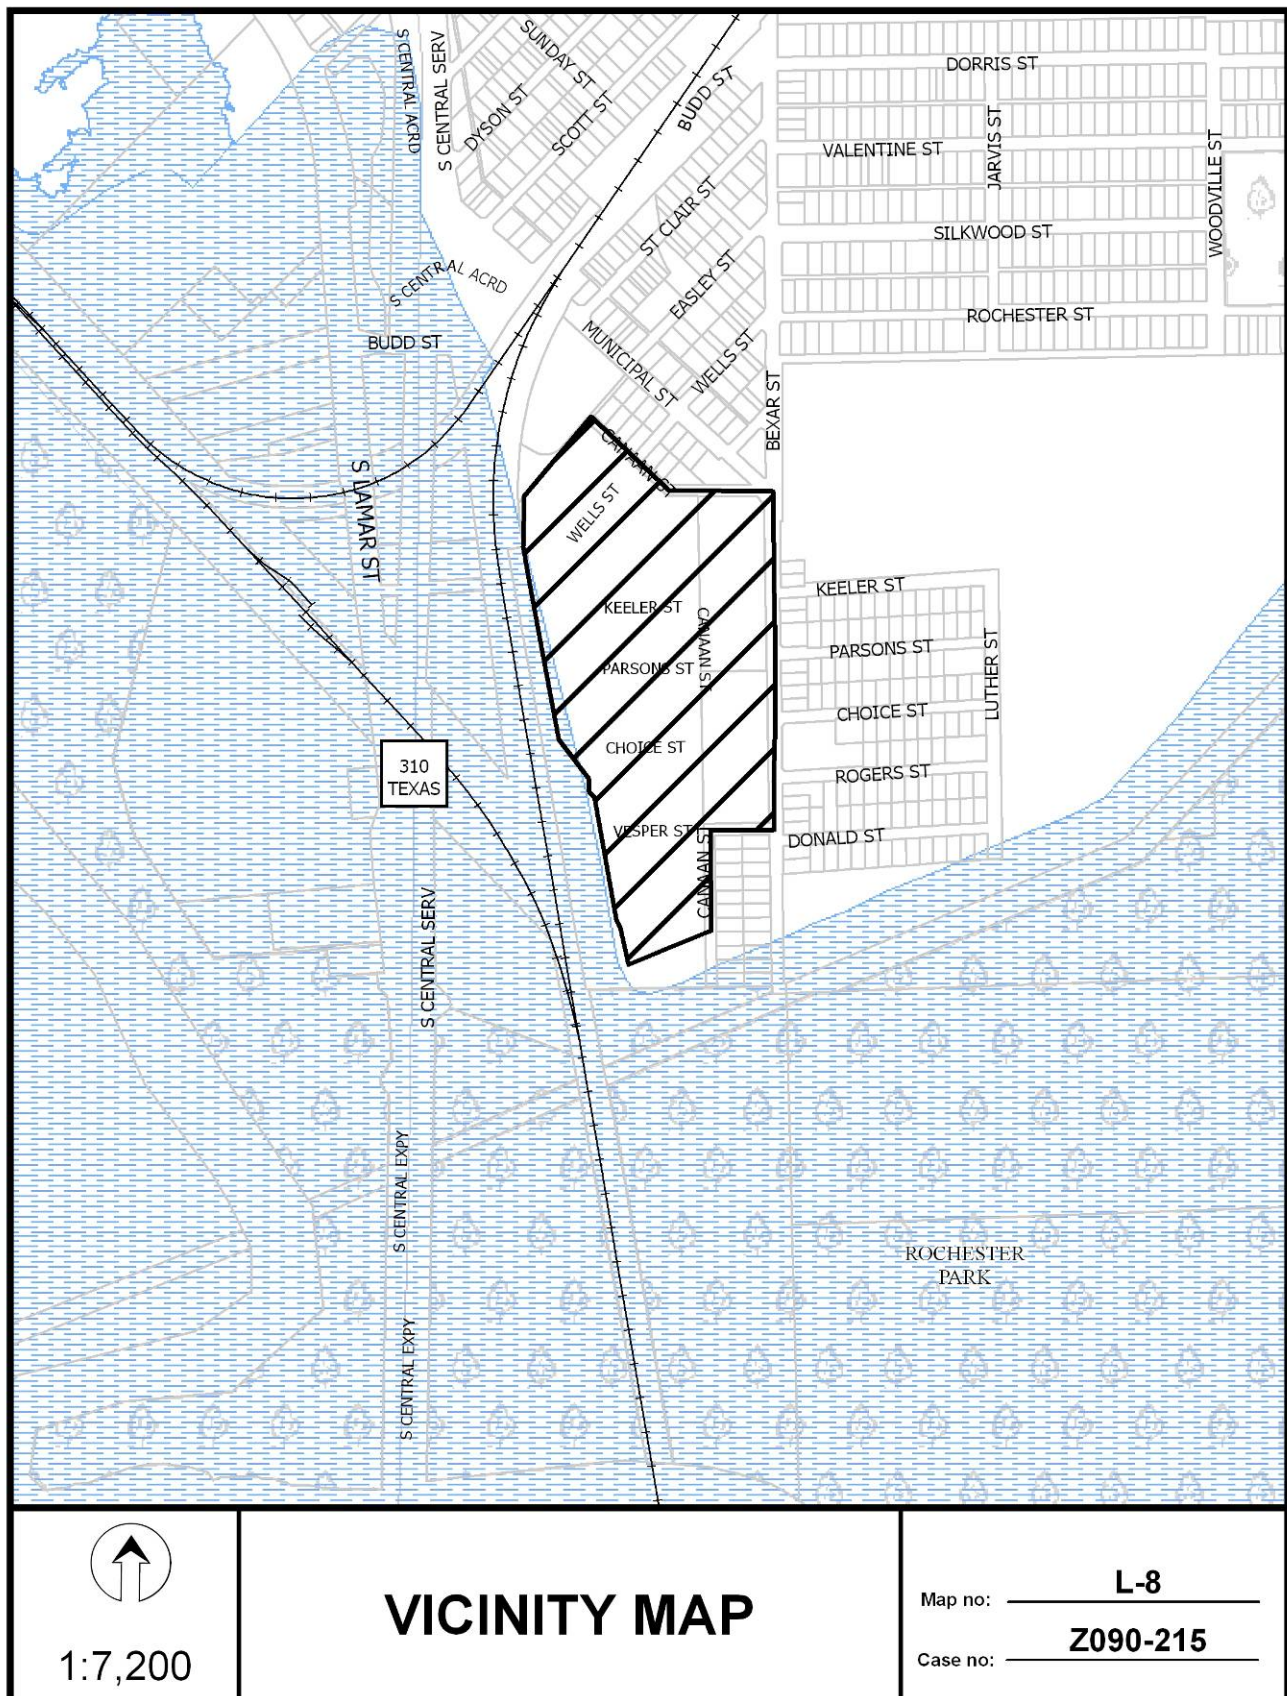 SUNDAY ST
S CENTRAL ACRD
S CENTRAL SERV
DYSON ST
SCOTT ST
BUDD ST
DORRIS ST
JARVIS ST
VALENTINE ST
WOODVILLE ST
ST CLAIR ST
SILKWOOD ST
S CENTRAL ACRD
EASLEY ST
ROCHESTER ST
BUDD ST
MUNICIPAL ST
WELLS ST
BEXAR ST
CANAAN ST
S LAMAR ST
WELLS ST
KEELER ST
KEELER ST
CANAAN ST
PARSONS ST
PARSONS ST
LUTHER ST
CHOICE ST
CHOICE ST
310
TEXAS
ROGERS ST
VESPER ST
DONALD ST
CANAAN ST
S CENTRAL SERV
S CENTRAL EXPY
ROCHESTER
PARK
S CENTRAL EXPY
1:7,200
VICINITY MAP
Map no: L-8
Case no: Z090-215